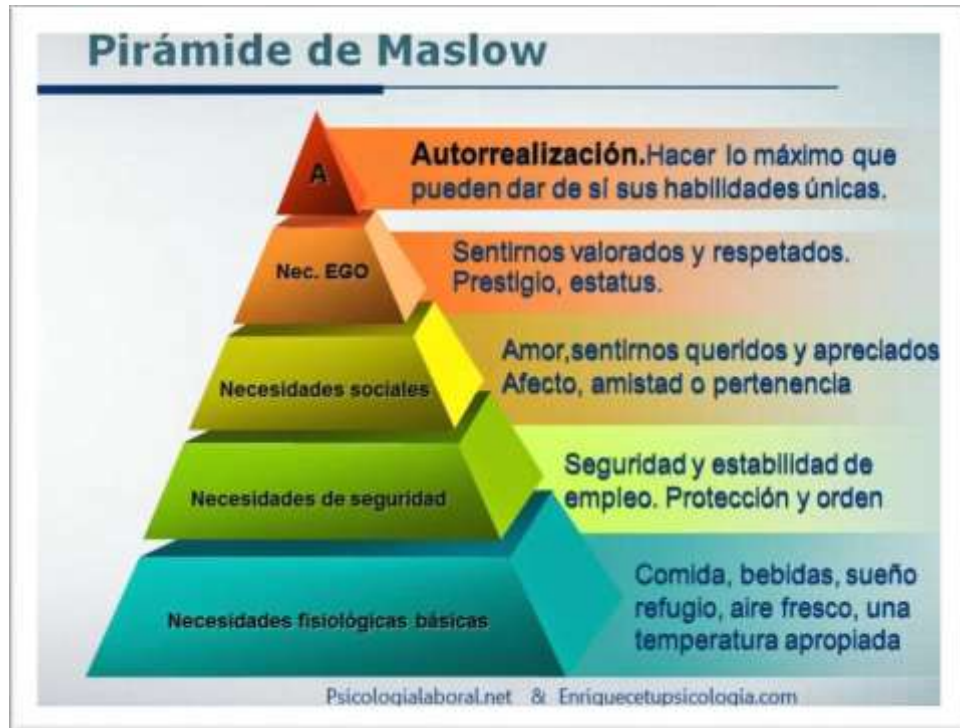 Pirámide de Maslow
A
Autorrealización.Hacer lo máximo que
pueden dar de sí sus habilidades únicas.
Nec. EGO
Sentirnos valorados y respetados.
Prestigio, estatus.
Necesidades sociales
Amor,sentirnos queridos y apreciados
Afecto, amistad o pertenencia
Necesidades de seguridad
Seguridad y estabilidad de
empleo. Protección y orden
Necesidades fisiológicas básicas
Comida, bebidas, sueño
refugio, aire fresco, una
temperatura apropiada
Psicologialaboral.net & Enriquecetupsicologia.com